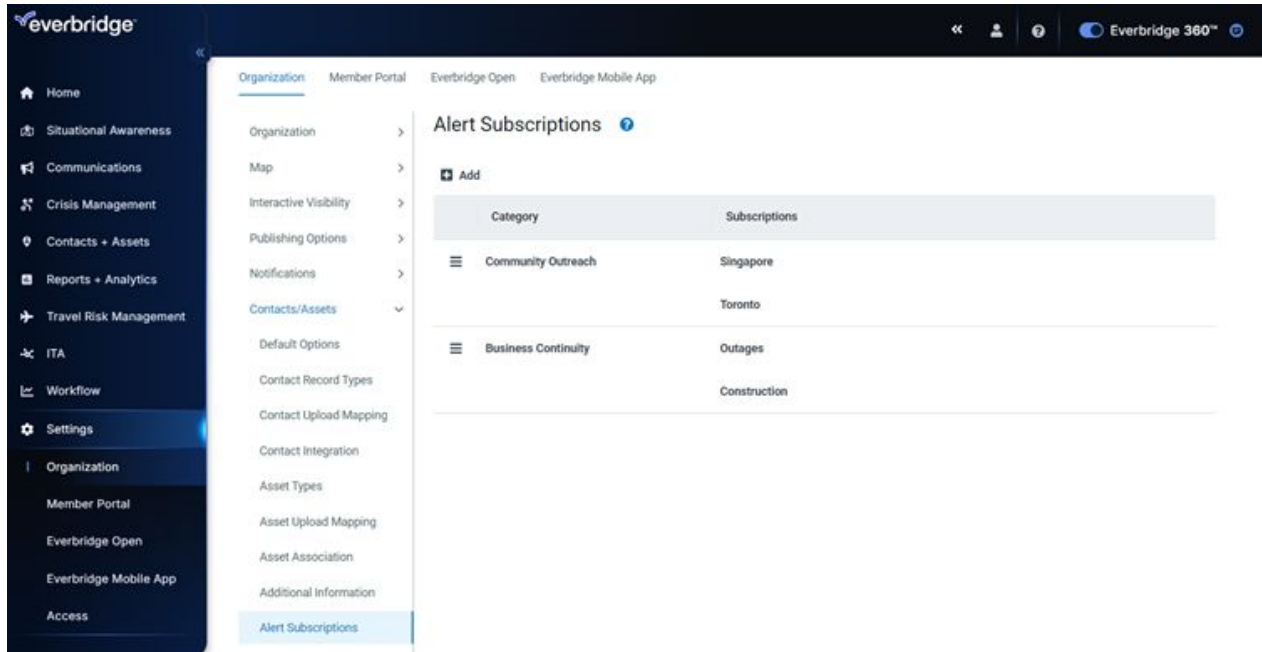 everbridge
Everbridge 360™
Home
Situational Awareness
Communications
Crisis Management
Contacts + Assets
Reports + Analytics
Travel Risk Management
ITA
Workflow
Settings
Organization
Member Portal
Everbridge Open
Everbridge Mobile App
Access
Organization Member Portal Everbridge Open Everbridge Mobile App
Organization
Map
Interactive Visibility
Publishing Options
Notifications
Contacts/Assets
Default Options
Contact Record Types
Contact Upload Mapping
Contact Integration
Asset Types
Asset Upload Mapping
Asset Association
Additional Information
Alert Subscriptions
Alert Subscriptions
Add
Category Subscriptions
Community Outreach Singapore
Toronto
Business Continuity Outages
Construction